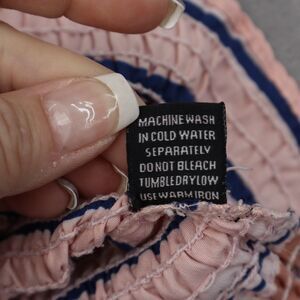 MACHINE WASH
IN COLD WATER
SEPARATELY
DO NOT BLEACH
TUMBLE DRY LOW
USE WARM IRON